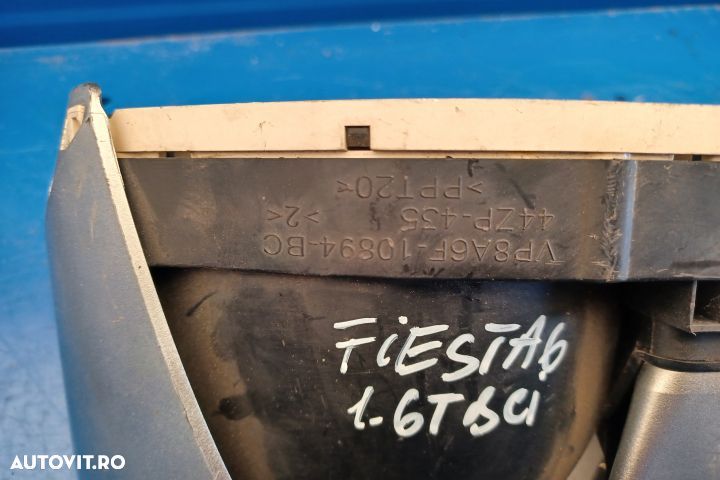 VP8A6F-10894-BC
44ZP-435 >2<
>PPT20<
FiESTA6
1.6TDCI
AUTOVIT.RO